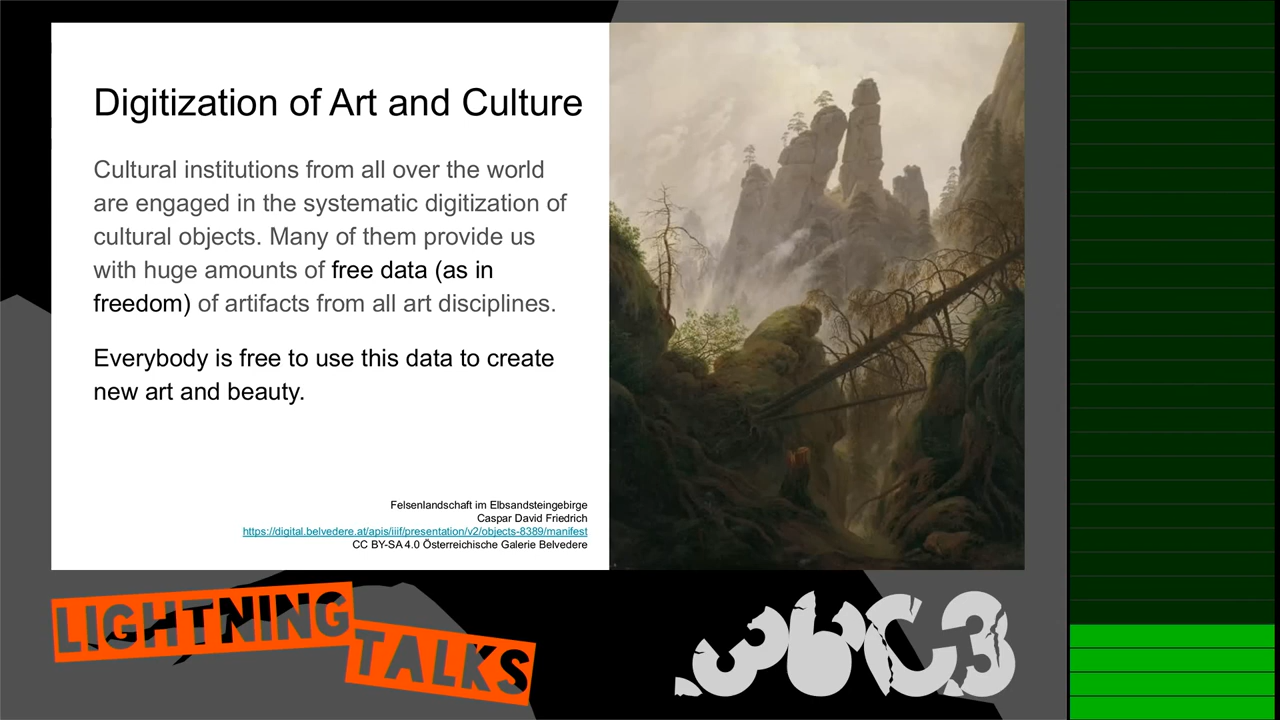 Digitization of Art and Culture
Cultural institutions from all over the world
are engaged in the systematic digitization of
cultural objects. Many of them provide us
with huge amounts of free data (as in
freedom) of artifacts from all art disciplines.
Everybody is free to use this data to create
new art and beauty.
Felsenlandschaft im Elbsandsteingebirge
Caspar David Friedrich
https://digital.belvedere.at/apis/iiif/presentation/v2/objects-8389/manifest
CC BY-SA 4.0 Österreichische Galerie Belvedere
LIGHTNING
TALKS
.36C3